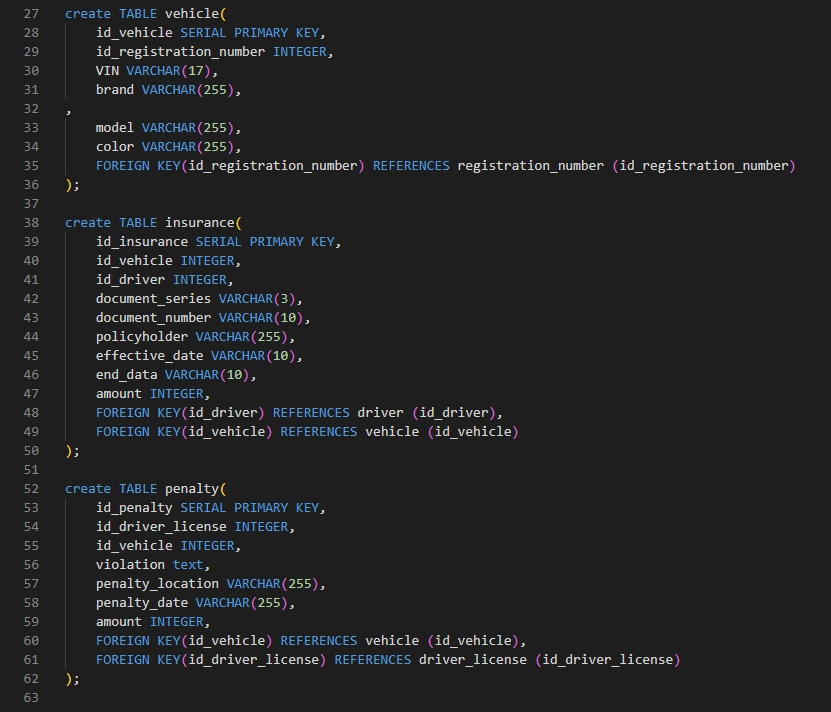 27 create TABLE vehicle(
28     id_vehicle SERIAL PRIMARY KEY,
29     id_registration_number INTEGER,
30     VIN VARCHAR(17),
31     brand VARCHAR(255),
32 ,
33     model VARCHAR(255),
34     color VARCHAR(255),
35     FOREIGN KEY(id_registration_number) REFERENCES registration_number (id_registration_number)
36 );
37
38 create TABLE insurance(
39     id_insurance SERIAL PRIMARY KEY,
40     id_vehicle INTEGER,
41     id_driver INTEGER,
42     document_series VARCHAR(3),
43     document_number VARCHAR(10),
44     policyholder VARCHAR(255),
45     effective_date VARCHAR(10),
46     end_data VARCHAR(10),
47     amount INTEGER,
48     FOREIGN KEY(id_driver) REFERENCES driver (id_driver),
49     FOREIGN KEY(id_vehicle) REFERENCES vehicle (id_vehicle)
50 );
51
52 create TABLE penalty(
53     id_penalty SERIAL PRIMARY KEY,
54     id_driver_license INTEGER,
55     id_vehicle INTEGER,
56     violation text,
57     penalty_location VARCHAR(255),
58     penalty_date VARCHAR(255),
59     amount INTEGER,
60     FOREIGN KEY(id_vehicle) REFERENCES vehicle (id_vehicle),
61     FOREIGN KEY(id_driver_license) REFERENCES driver_license (id_driver_license)
62 );
63